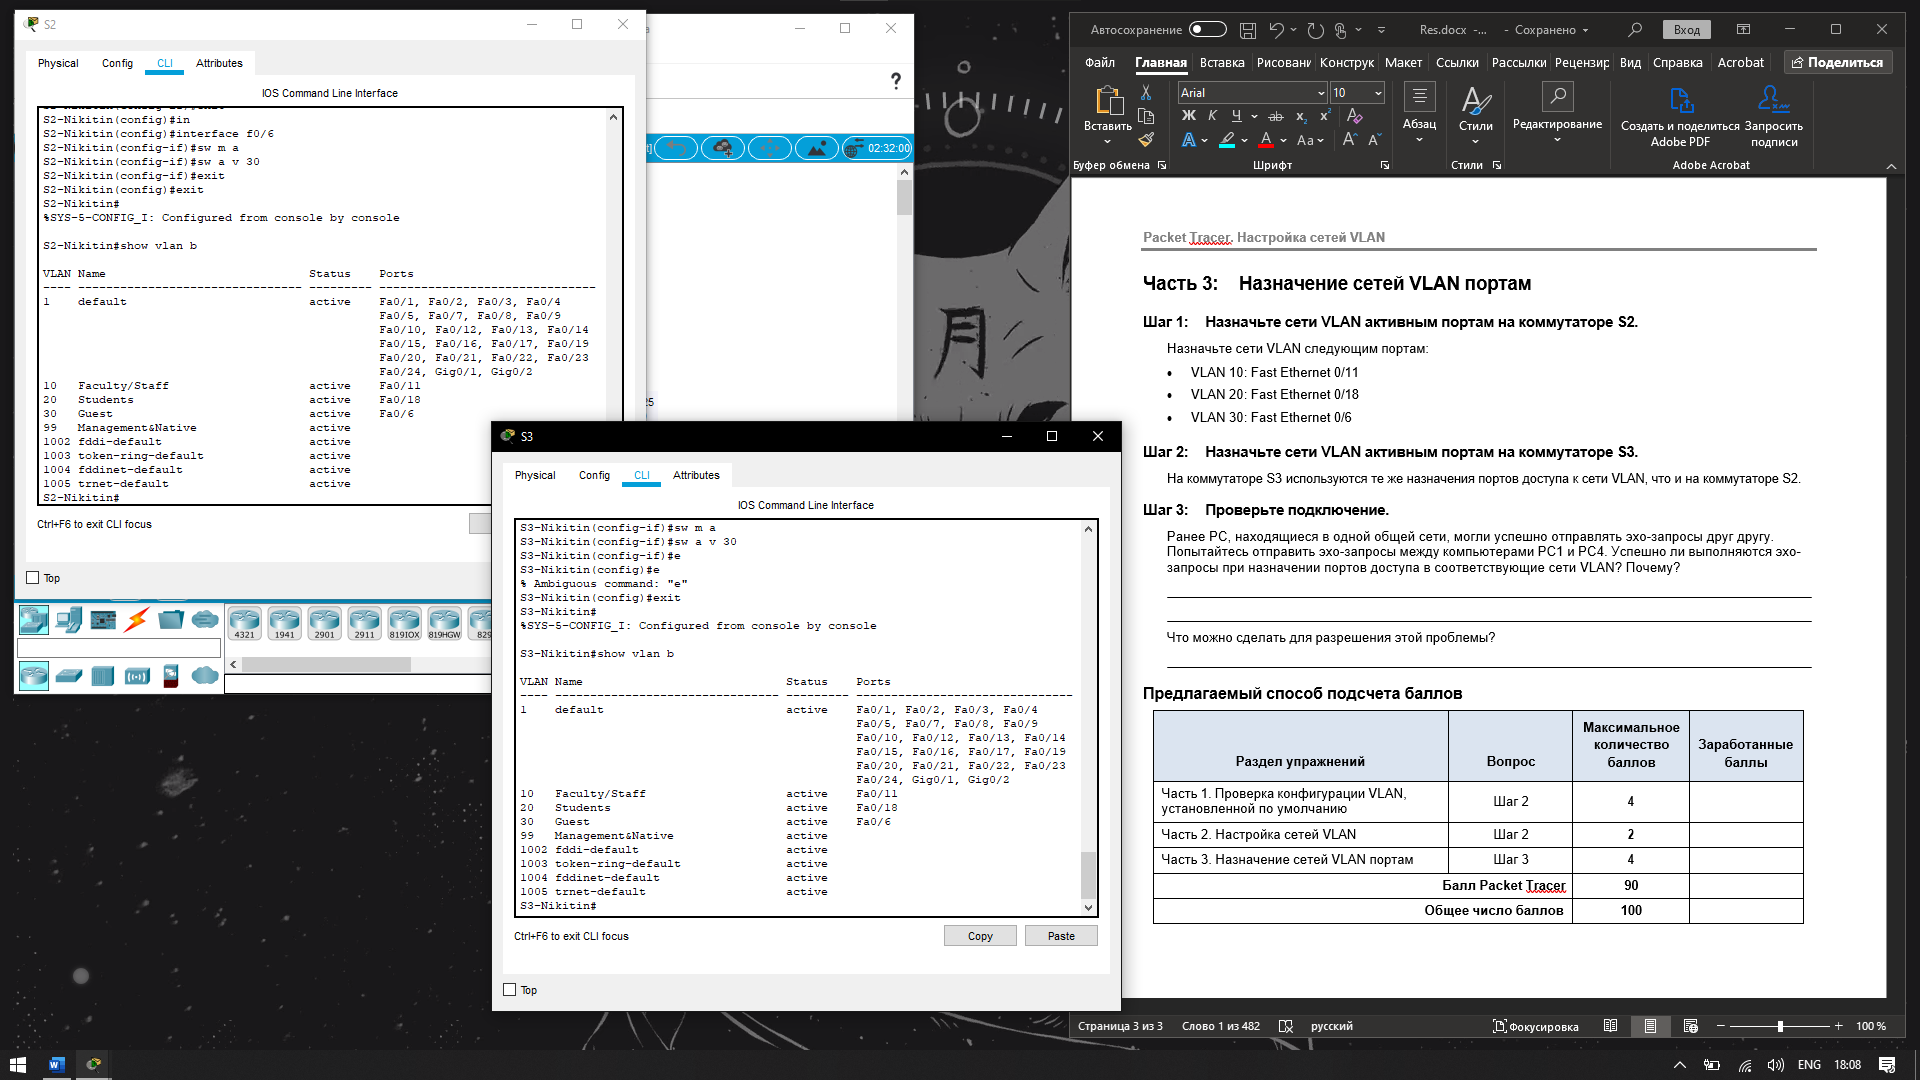 S2
Physical Config CLI Attributes
IOS Command Line Interface
S2-Nikitin(config)#in
S2-Nikitin(config)#interface f0/6
S2-Nikitin(config-if)#sw m a
S2-Nikitin(config-if)#sw a v 30
S2-Nikitin(config-if)#exit
S2-Nikitin(config)#exit
S2-Nikitin#
%SYS-5-CONFIG_I: Configured from console by console
S2-Nikitin#show vlan b
VLAN Name Status Ports
---- -------------------------------- --------- -------------------------------
1 default active Fa0/1, Fa0/2, Fa0/3, Fa0/4
Fa0/5, Fa0/7, Fa0/8, Fa0/9
Fa0/10, Fa0/12, Fa0/13, Fa0/14
Fa0/15, Fa0/16, Fa0/17, Fa0/19
Fa0/20, Fa0/21, Fa0/22, Fa0/23
Fa0/24, Gig0/1, Gig0/2
10 Faculty/Staff active Fa0/11
20 Students active Fa0/18
30 Guest active Fa0/6
99 Management&Native active
1002 fddi-default active
1003 token-ring-default active
1004 fddinet-default active
1005 trnet-default active
S2-Nikitin#
Ctrl+F6 to exit CLI focus
Top
?
02:32:00
4321 1941 2901 2911 819IOX 819HGW 829
月
S3
Physical Config CLI Attributes
IOS Command Line Interface
S3-Nikitin(config-if)#sw m a
S3-Nikitin(config-if)#sw a v 30
S3-Nikitin(config-if)#e
S3-Nikitin(config)#e
% Ambiguous command: "e"
S3-Nikitin(config)#exit
S3-Nikitin#
%SYS-5-CONFIG_I: Configured from console by console
S3-Nikitin#show vlan b
VLAN Name Status Ports
---- -------------------------------- --------- -------------------------------
1 default active Fa0/1, Fa0/2, Fa0/3, Fa0/4
Fa0/5, Fa0/7, Fa0/8, Fa0/9
Fa0/10, Fa0/12, Fa0/13, Fa0/14
Fa0/15, Fa0/16, Fa0/17, Fa0/19
Fa0/20, Fa0/21, Fa0/22, Fa0/23
Fa0/24, Gig0/1, Gig0/2
10 Faculty/Staff active Fa0/11
20 Students active Fa0/18
30 Guest active Fa0/6
99 Management&Native active
1002 fddi-default active
1003 token-ring-default active
1004 fddinet-default active
1005 trnet-default active
S3-Nikitin#
Ctrl+F6 to exit CLI focus
Copy Paste
Top
Автосохранение Res.docx -... - Сохранено Вход
Файл Главная Вставка Рисовани Конструк Макет Ссылки Рассылки Рецензир Вид Справка Acrobat Поделиться
Arial 10
Вставить Ж К Ч ab x₂ x² A Aa Абзац Стили Редактирование Создать и поделиться Adobe PDF Запросить подписи
Буфер обмена Шрифт Стили Adobe Acrobat
Packet Tracer. Настройка сетей VLAN
Часть 3: Назначение сетей VLAN портам
Шаг 1: Назначьте сети VLAN активным портам на коммутаторе S2.
Назначьте сети VLAN следующим портам:
• VLAN 10: Fast Ethernet 0/11
• VLAN 20: Fast Ethernet 0/18
• VLAN 30: Fast Ethernet 0/6
Шаг 2: Назначьте сети VLAN активным портам на коммутаторе S3.
На коммутаторе S3 используются те же назначения портов доступа к сети VLAN, что и на коммутаторе S2.
Шаг 3: Проверьте подключение.
Ранее PC, находящиеся в одной общей сети, могли успешно отправлять эхо-запросы друг другу.
Попытайтесь отправить эхо-запросы между компьютерами PC1 и PC4. Успешно ли выполняются эхо-
запросы при назначении портов доступа в соответствующие сети VLAN? Почему?
Что можно сделать для разрешения этой проблемы?
Предлагаемый способ подсчета баллов
Раздел упражнений Вопрос Максимальное количество баллов Заработанные баллы
Часть 1. Проверка конфигурации VLAN, установленной по умолчанию Шаг 2 4
Часть 2. Настройка сетей VLAN Шаг 2 2
Часть 3. Назначение сетей VLAN портам Шаг 3 4
Балл Packet Tracer 90
Общее число баллов 100
Страница 3 из 3 Слово 1 из 482 русский Фокусировка 100 %
ENG 18:08